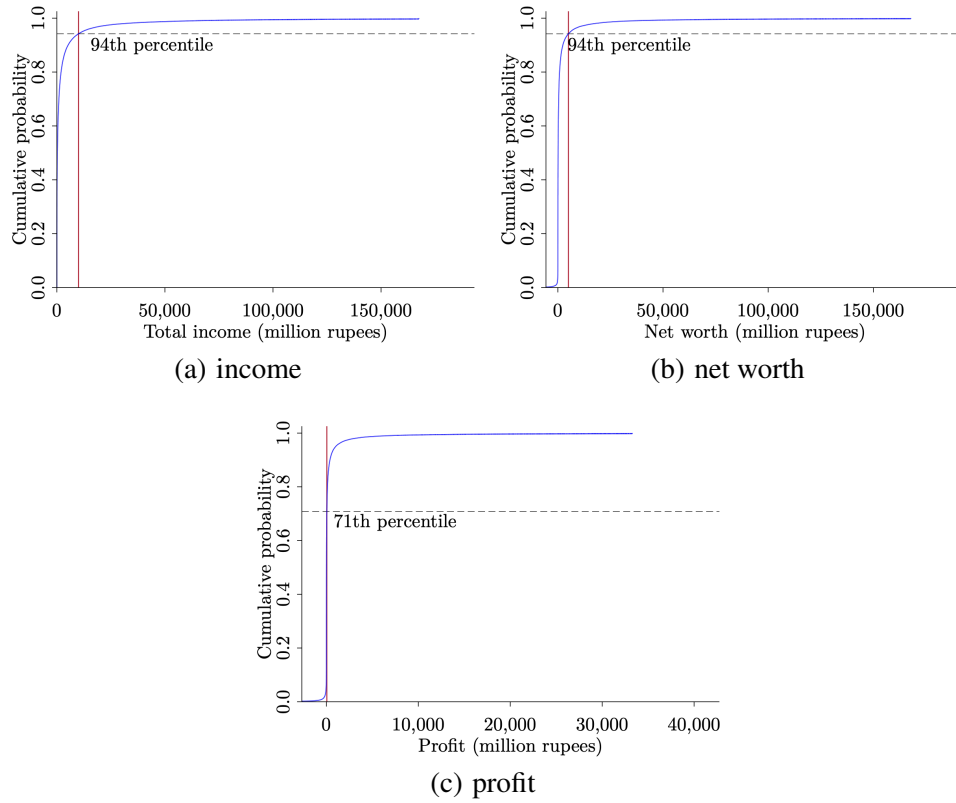 Cumulative probability
0.0 0.2 0.4 0.6 0.8 1.0
94th percentile
0 50,000 100,000 150,000
Total income (million rupees)
(a) income
Cumulative probability
0.0 0.2 0.4 0.6 0.8 1.0
94th percentile
0 50,000 100,000 150,000
Net worth (million rupees)
(b) net worth
Cumulative probability
0.0 0.2 0.4 0.6 0.8 1.0
71th percentile
0 10,000 20,000 30,000 40,000
Profit (million rupees)
(c) profit